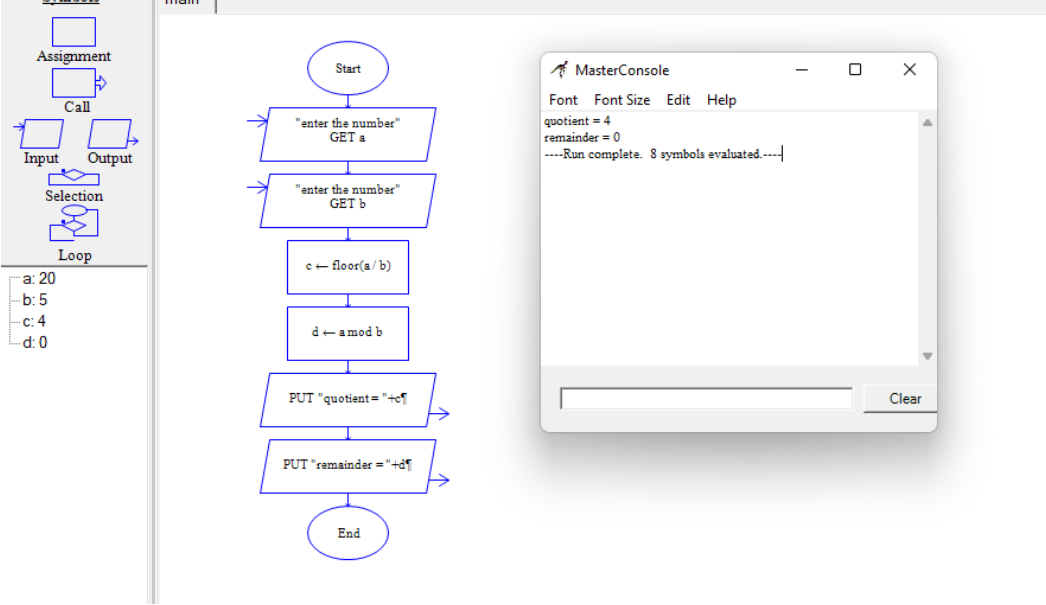 Symbols
main
Assignment
Call
Input Output
Selection
Loop
a: 20
b: 5
c: 4
d: 0
Start
"enter the number"
GET a
"enter the number"
GET b
c ← floor(a / b)
d ← a mod b
PUT "quotient = "+c¶
PUT "remainder = "+d¶
End
MasterConsole
Font Font Size Edit Help
quotient = 4
remainder = 0
----Run complete. 8 symbols evaluated.----
Clear